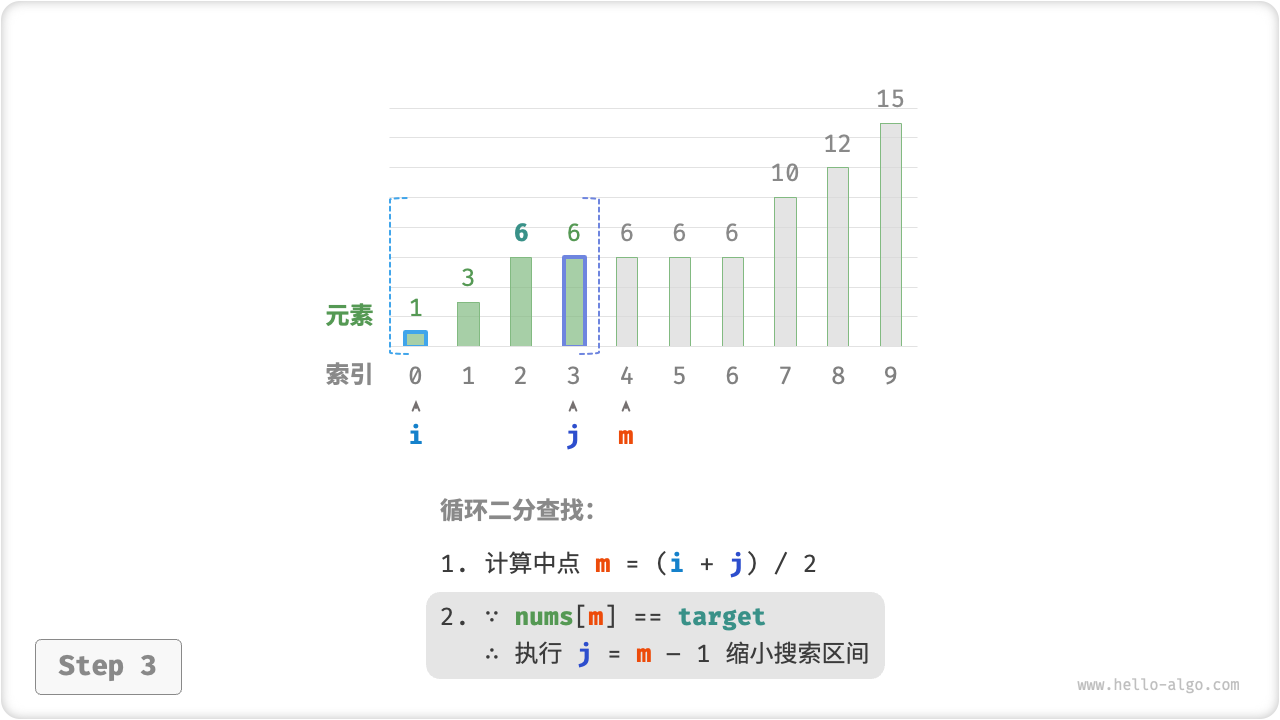 15
12
10
6 6 6 6 6
3
1
元素
索引 0 1 2 3 4 5 6 7 8 9
^ ^ ^
i j m
循环二分查找：
1. 计算中点 m = (i + j) / 2
2. ∵ nums[m] == target
∴ 执行 j = m − 1 缩小搜索区间
Step 3
www.hello-algo.com